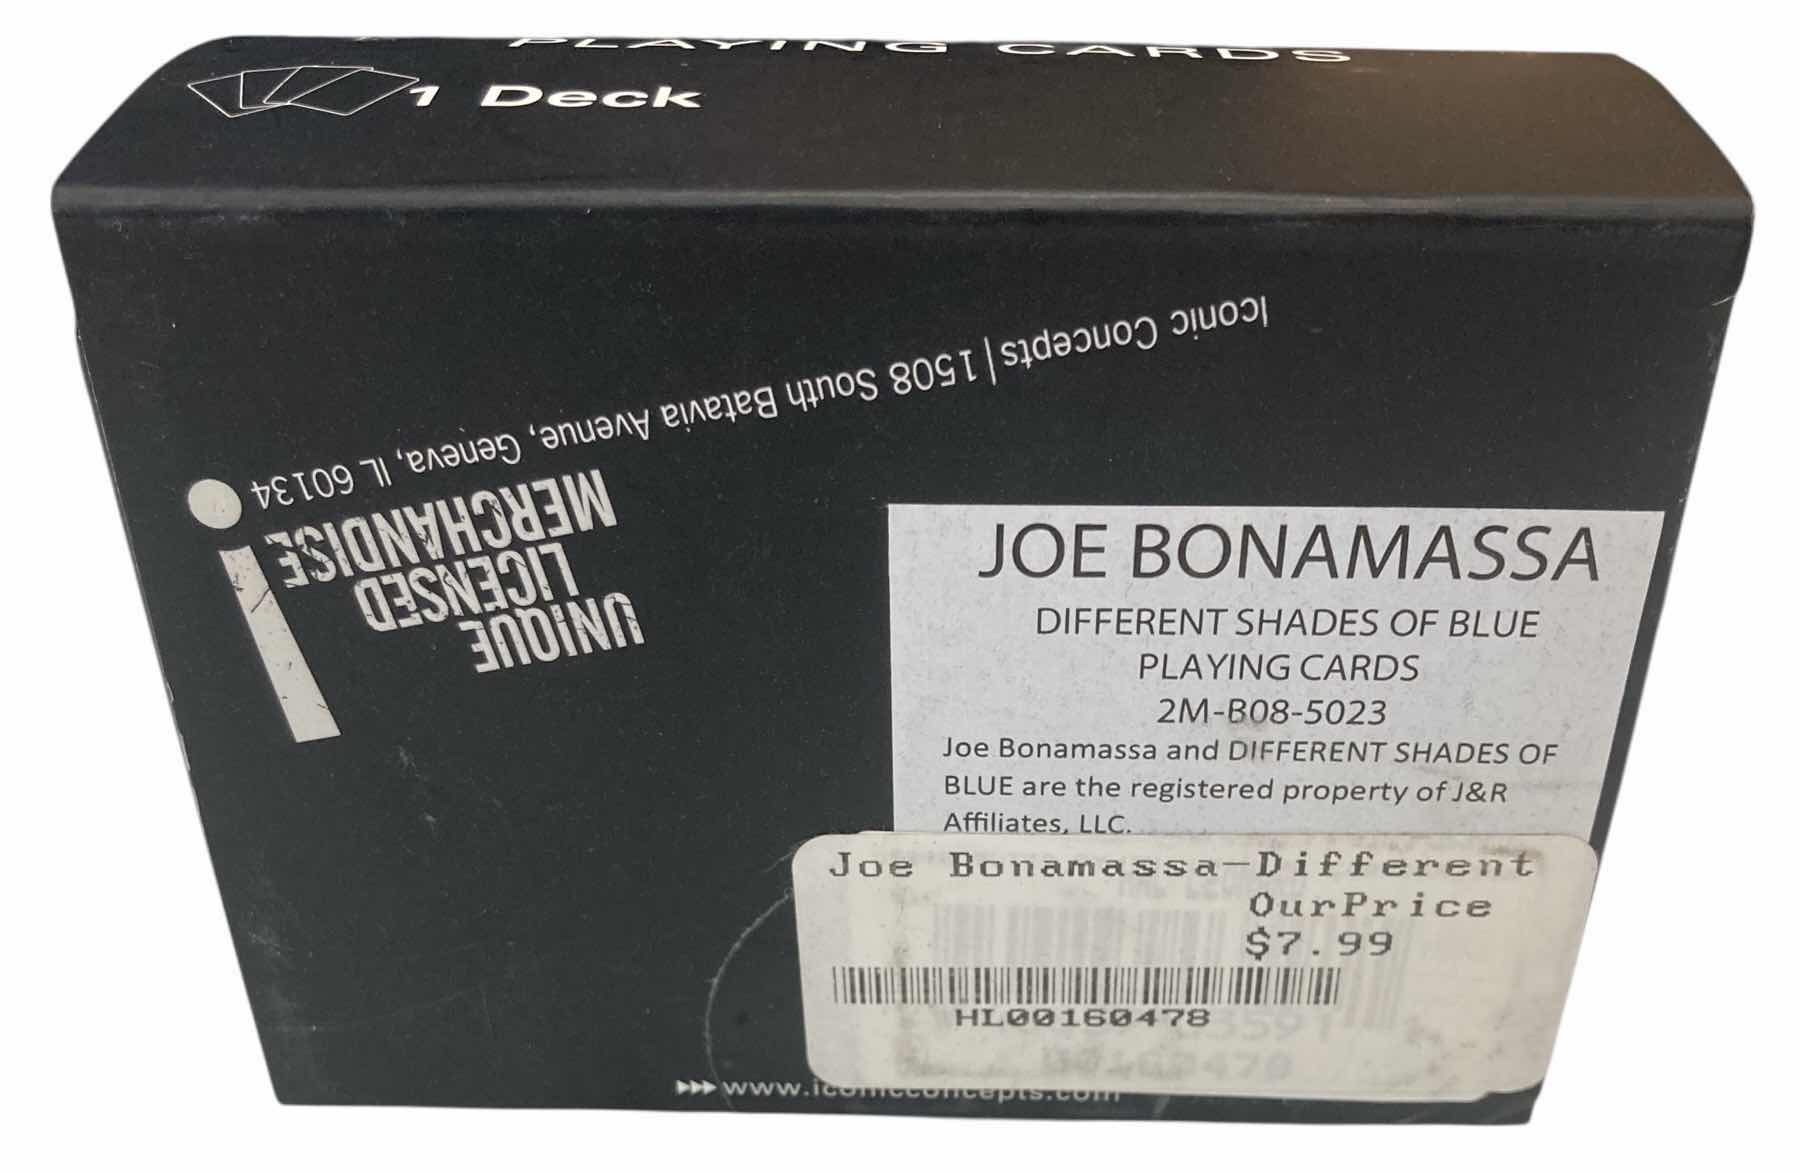 PLAYING CARDS
1 Deck
Iconic Concepts | 1508 South Batavia Avenue, Geneva, IL 60134
UNIQUE
LICENSED
MERCHANDISE
JOE BONAMASSA
DIFFERENT SHADES OF BLUE
PLAYING CARDS
2M-B08-5023
Joe Bonamassa and DIFFERENT SHADES OF
BLUE are the registered property of J&R
Affiliates, LLC.
Joe Bonamassa-Different
OurPrice
$7.99
HL00160478
www.iconicconcepts.com